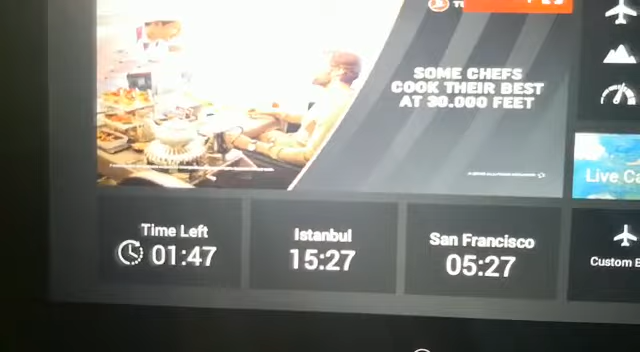 SOME CHEFS
COOK THEIR BEST
AT 30.000 FEET
Live Ca
Time Left
01:47
Istanbul
15:27
San Francisco
05:27
Custom E